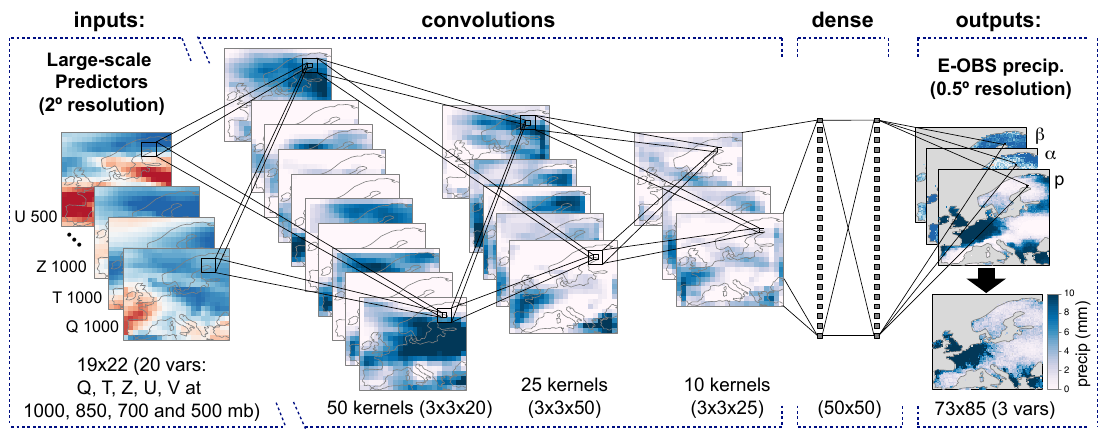 inputs:
convolutions
dense
outputs:
Large-scale
Predictors
(2º resolution)
E-OBS precip.
(0.5º resolution)
β
α
p
U 500
Z 1000
T 1000
Q 1000
10
8
6
4
2
0
precip (mm)
19x22 (20 vars:
Q, T, Z, U, V at
1000, 850, 700 and 500 mb)
50 kernels (3x3x20)
25 kernels
(3x3x50)
10 kernels
(3x3x25)
(50x50)
73x85 (3 vars)